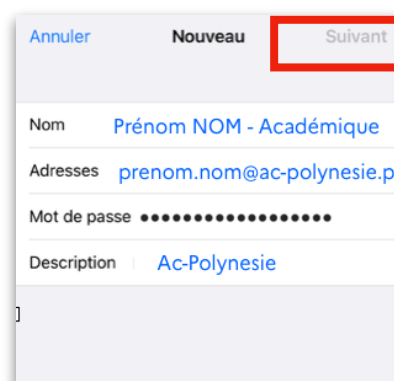 Annuler Nouveau Suivant
Nom Prénom NOM - Académique
Adresses prenom.nom@ac-polynesie.p
Mot de passe ••••••••••••••••••
Description Ac-Polynesie